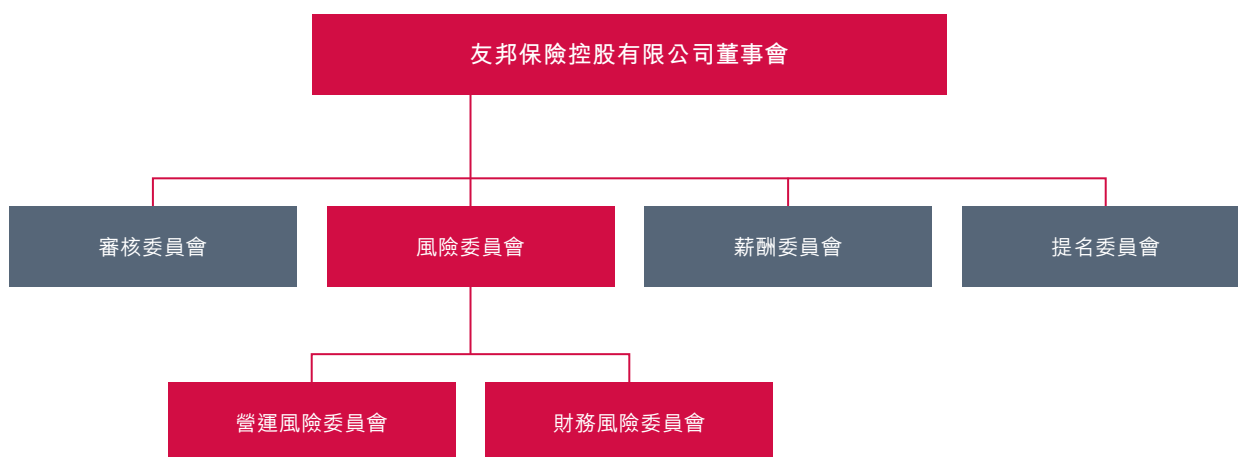 友邦保險控股有限公司董事會
審核委員會
風險委員會
薪酬委員會
提名委員會
營運風險委員會
財務風險委員會